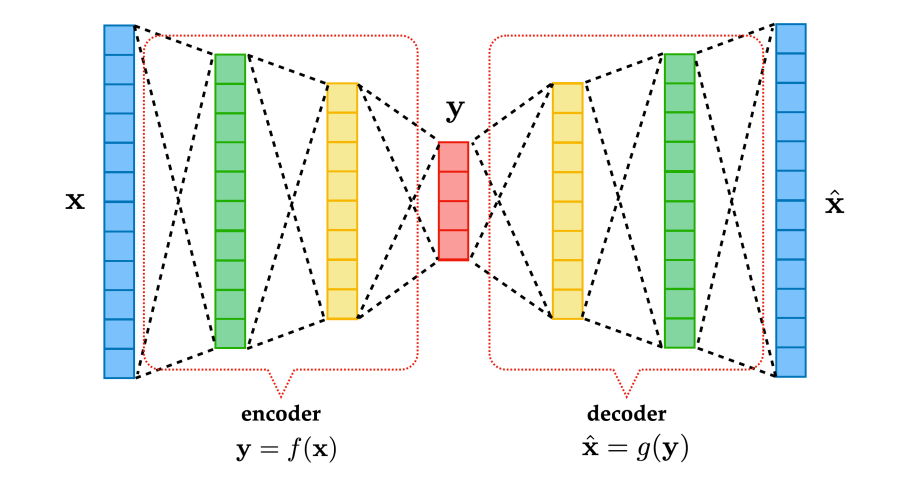 y
x
x̂
encoder
y = f(x)
decoder
x̂ = g(y)